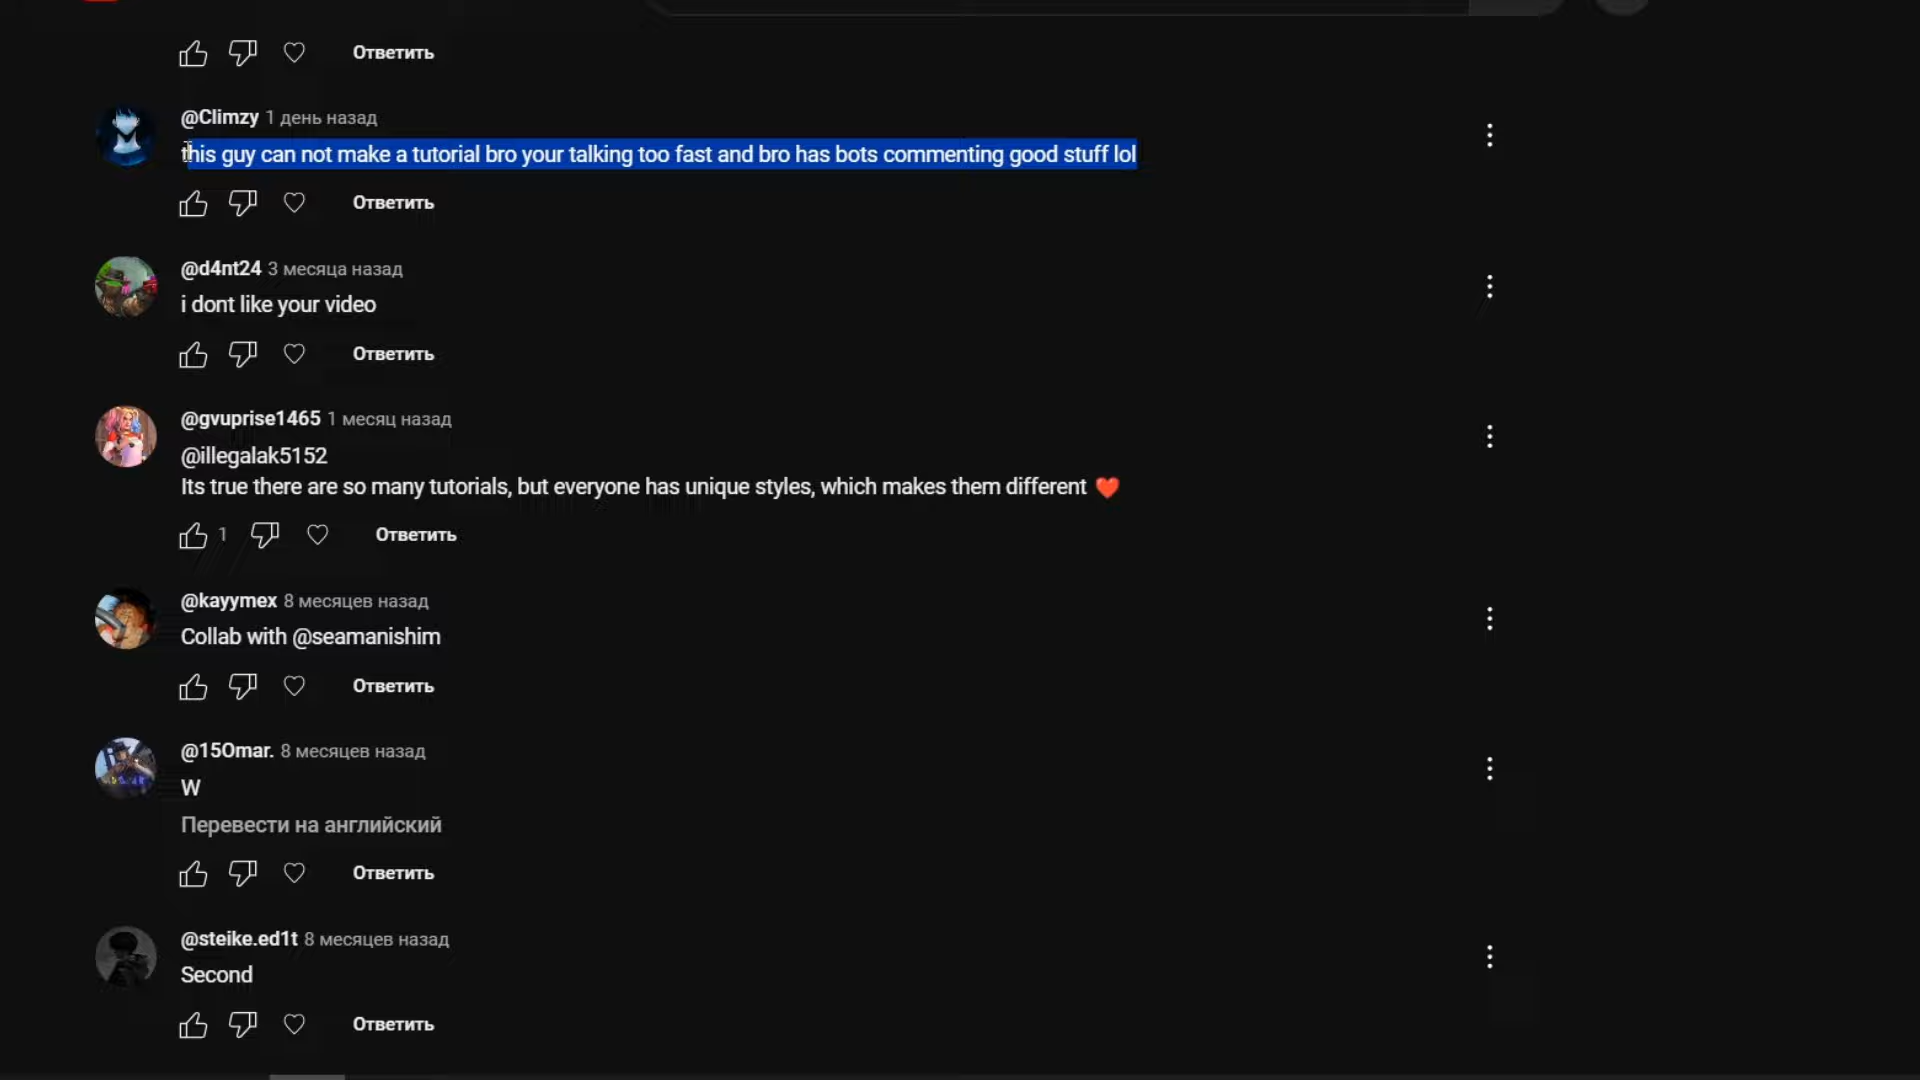 Ответить
@Climzy 1 день назад
this guy can not make a tutorial bro your talking too fast and bro has bots commenting good stuff lol
Ответить
@d4nt24 3 месяца назад
i dont like your video
Ответить
@gvuprise1465 1 месяц назад
@illegalak5152
Its true there are so many tutorials, but everyone has unique styles, which makes them different ❤️
1 Ответить
@kayymex 8 месяцев назад
Collab with @seamanishim
Ответить
@15Omar. 8 месяцев назад
W
Перевести на английский
Ответить
@steike.ed1t 8 месяцев назад
Second
Ответить